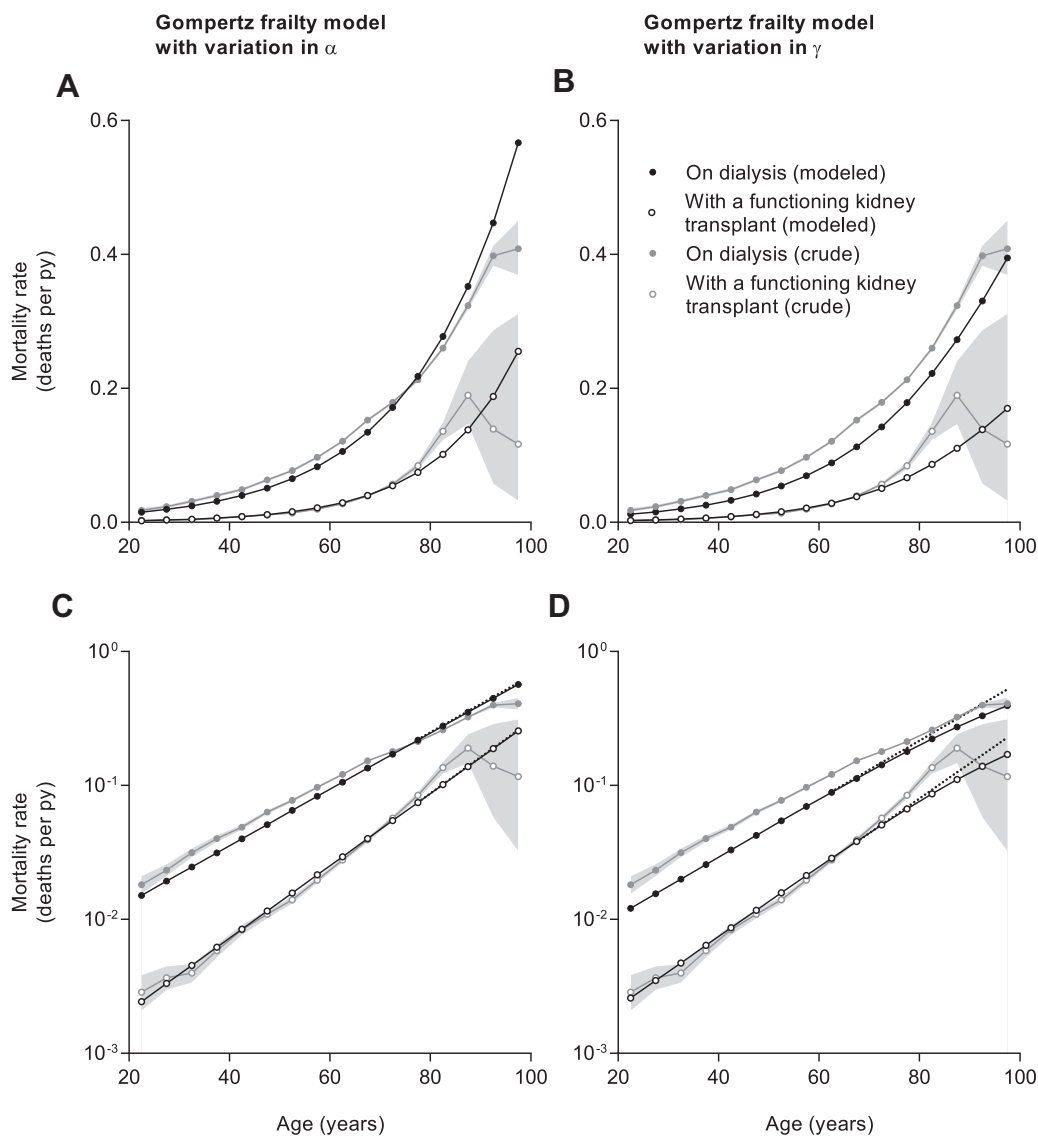 Gompertz frailty model
with variation in α
Gompertz frailty model
with variation in γ
A
B
0.6
0.4
0.2
0.0
20 40 60 80 100
Mortality rate
(deaths per py)
0.6
0.4
0.2
0.0
20 40 60 80 100
On dialysis (modeled)
With a functioning kidney
transplant (modeled)
On dialysis (crude)
With a functioning kidney
transplant (crude)
C
D
10⁰
10⁻¹
10⁻²
10⁻³
20 40 60 80 100
Mortality rate
(deaths per py)
Age (years)
10⁰
10⁻¹
10⁻²
10⁻³
20 40 60 80 100
Age (years)